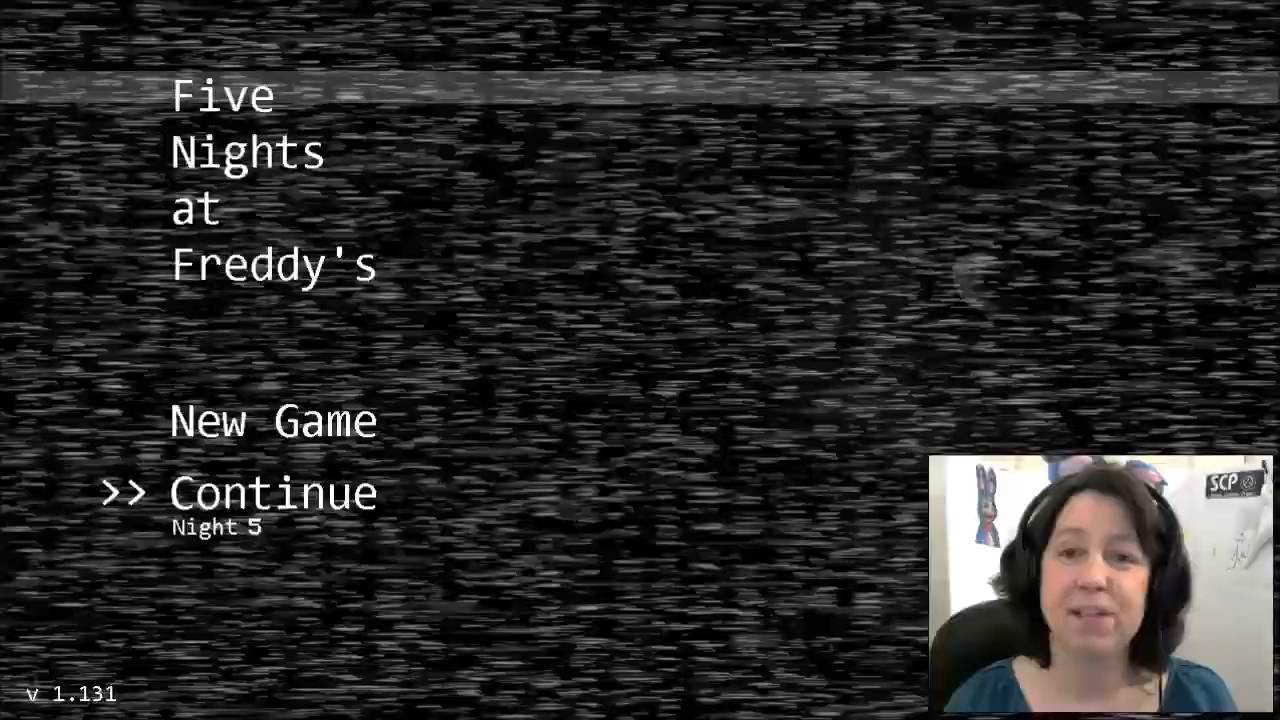 Five
Nights
at
Freddy's
New Game
>> Continue
Night 5
v 1.131
SCP